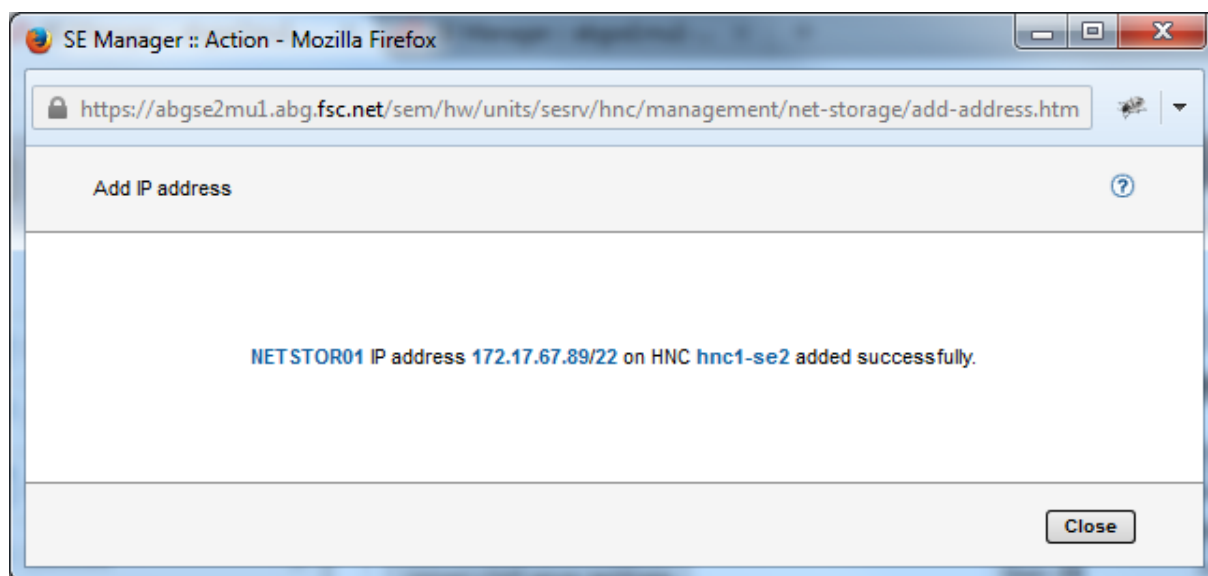 SE Manager :: Action - Mozilla Firefox
https://abgse2mu1.abg.fsc.net/sem/hw/units/sesrv/hnc/management/net-storage/add-address.htm
Add IP address
?
NETSTOR01 IP address 172.17.67.89/22 on HNC hnc1-se2 added successfully.
Close